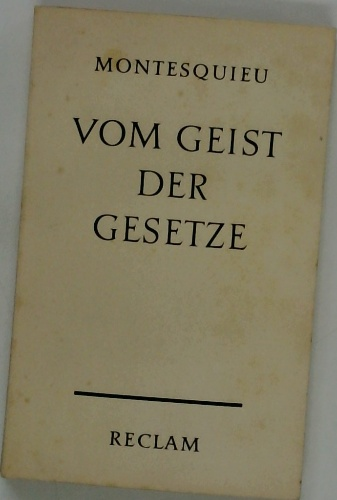 MONTESQUIEU
VOM GEIST
DER
GESETZE
RECLAM